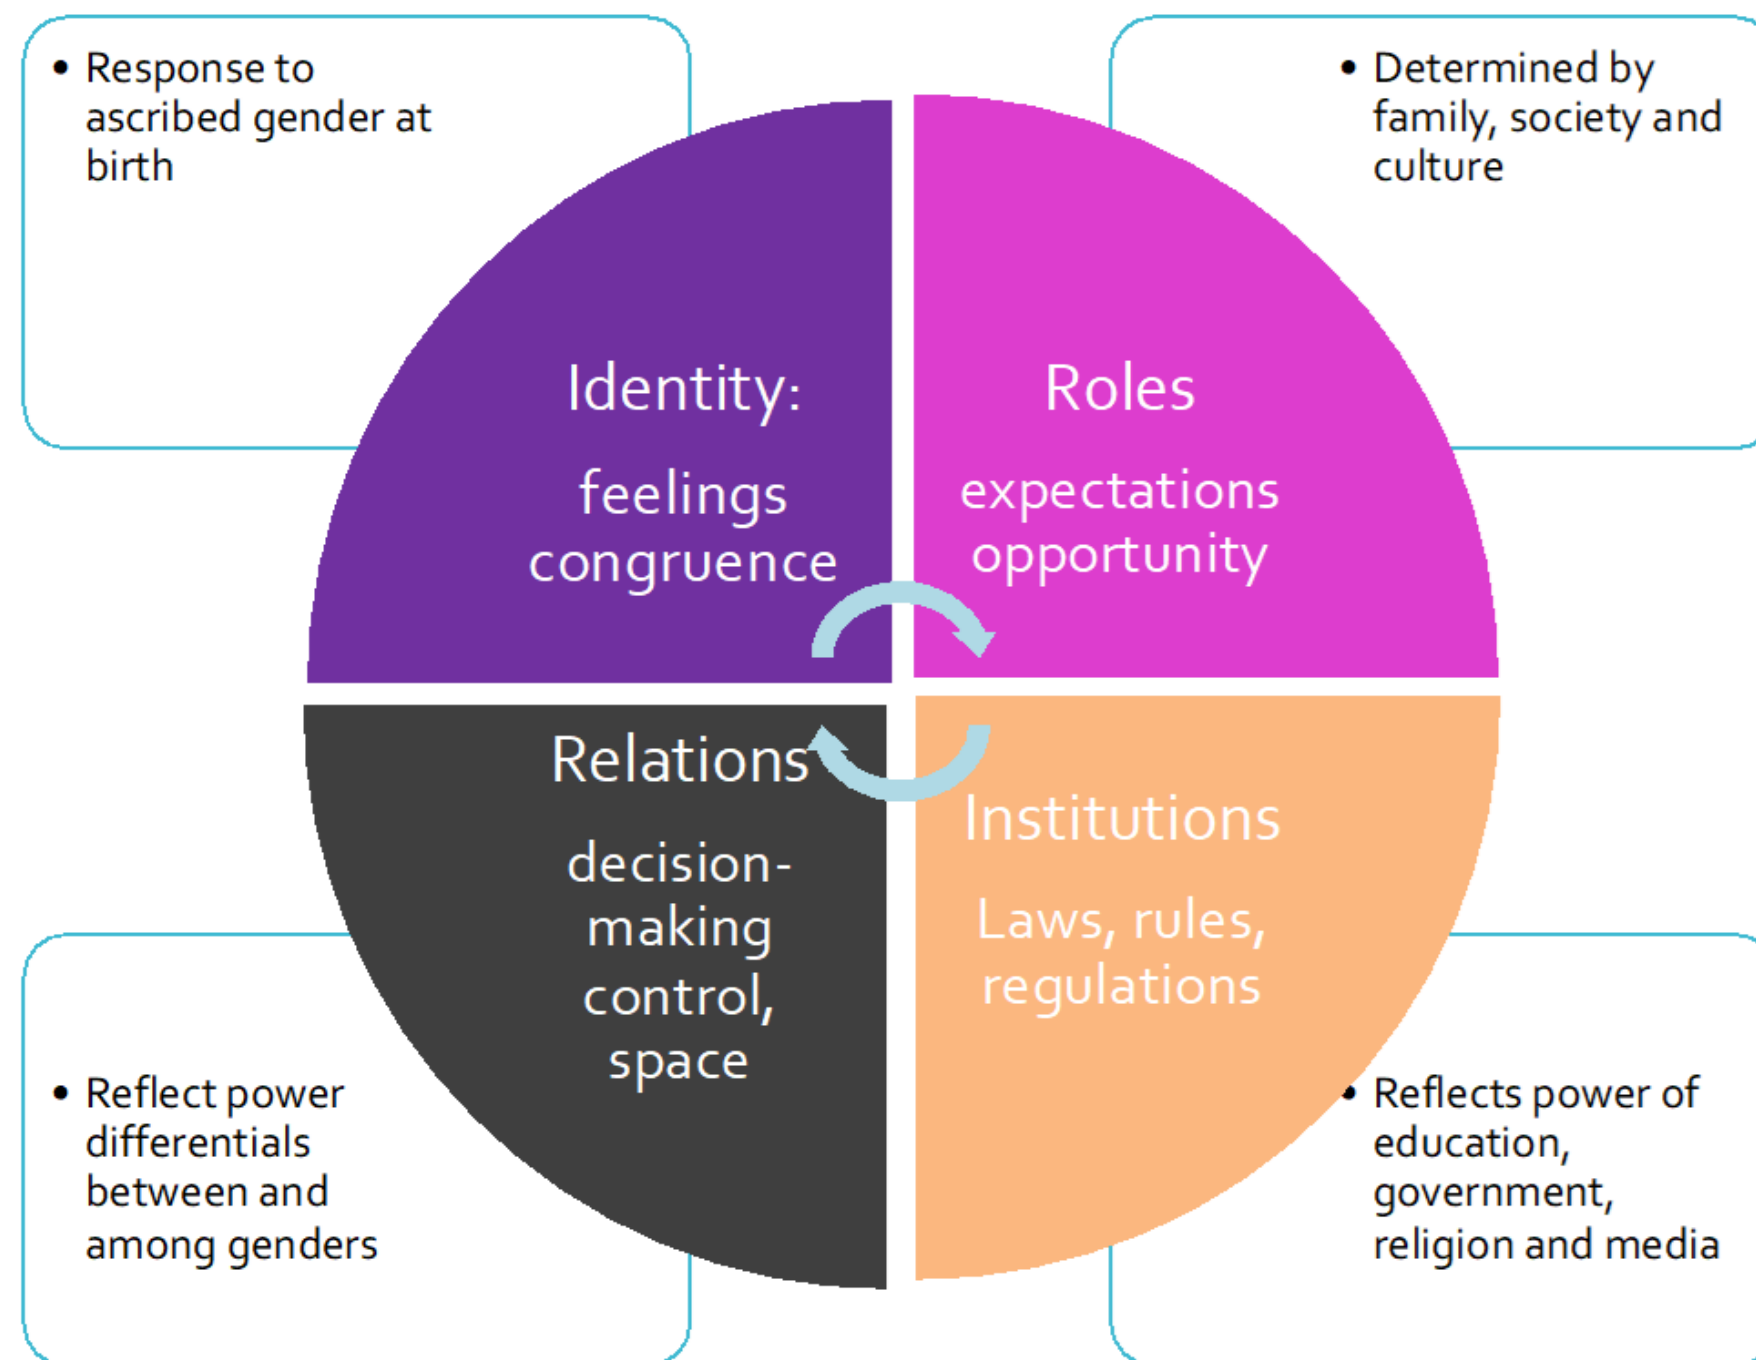 • Response to
ascribed gender at
birth
• Determined by
family, society and
culture
Identity:
feelings
congruence
Roles
expectations
opportunity
Relations
decision-
making
control,
space
Institutions
Laws, rules,
regulations
• Reflect power
differentials
between and
among genders
• Reflects power of
education,
government,
religion and media